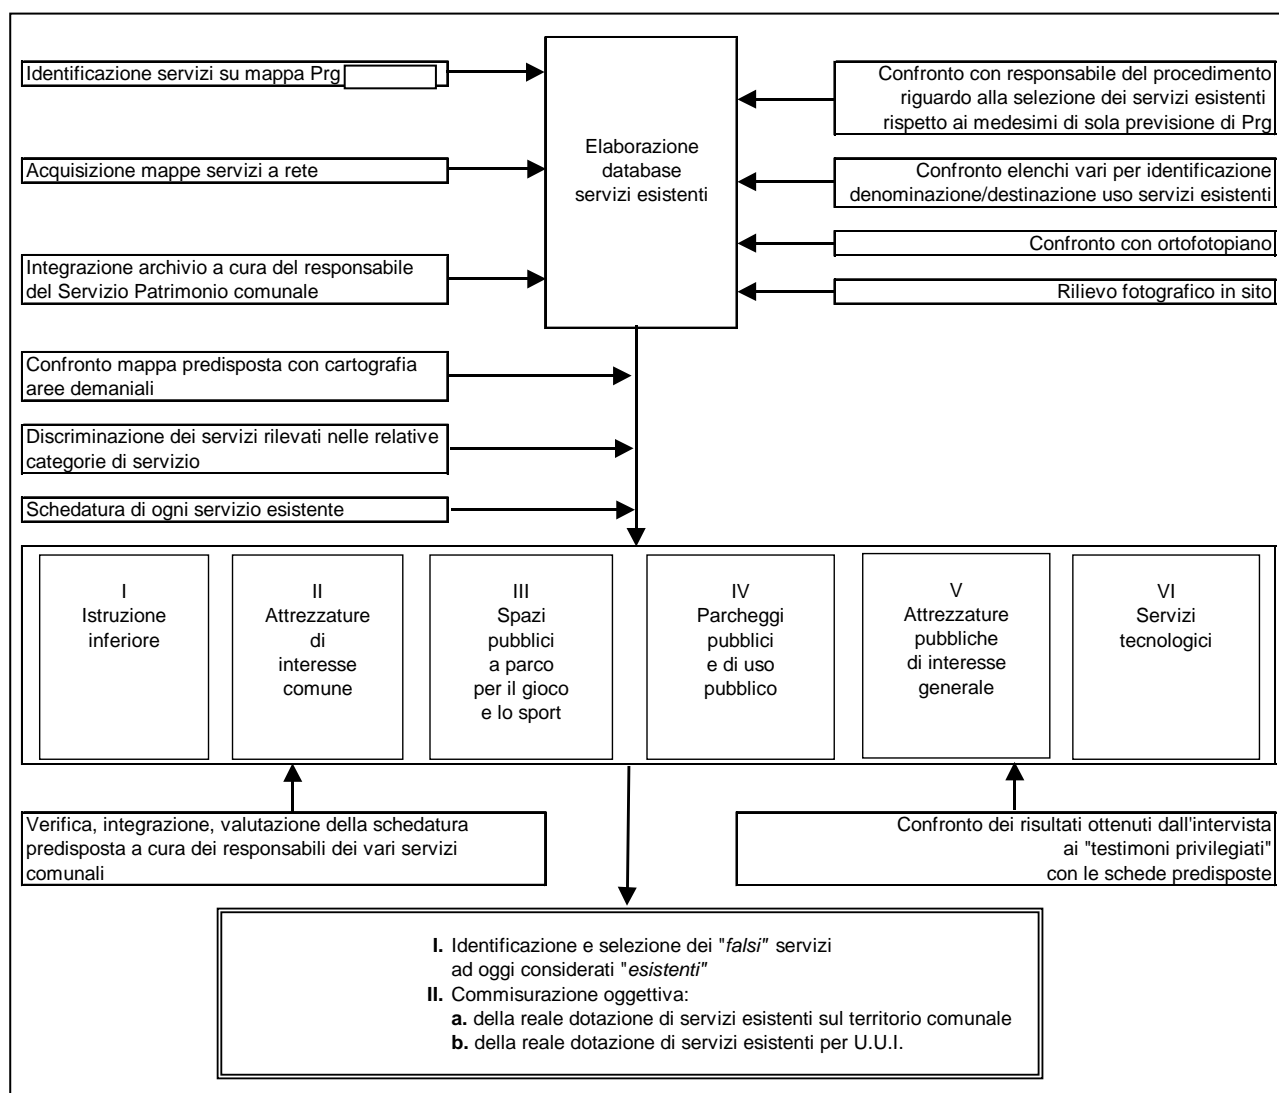 Identificazione servizi su mappa Prg
Acquisizione mappe servizi a rete
Integrazione archivio a cura del responsabile
del Servizio Patrimonio comunale
Elaborazione
database
servizi esistenti
Confronto con responsabile del procedimento
riguardo alla selezione dei servizi esistenti
rispetto ai medesimi di sola previsione di Prg
Confronto elenchi vari per identificazione
denominazione/destinazione uso servizi esistenti
Confronto con ortofotopiano
Rilievo fotografico in sito
Confronto mappa predisposta con cartografia
aree demaniali
Discriminazione dei servizi rilevati nelle relative
categorie di servizio
Schedatura di ogni servizio esistente
I
Istruzione
inferiore
II
Attrezzature
di
interesse
comune
III
Spazi
pubblici
a parco
per il gioco
e lo sport
IV
Parcheggi
pubblici
e di uso
pubblico
V
Attrezzature
pubbliche
di interesse
generale
VI
Servizi
tecnologici
Verifica, integrazione, valutazione della schedatura
predisposta a cura dei responsabili dei vari servizi
comunali
Confronto dei risultati ottenuti dall'intervista
ai "testimoni privilegiati"
con le schede predisposte
I. Identificazione e selezione dei "falsi" servizi
ad oggi considerati "esistenti"
II. Commisurazione oggettiva:
a. della reale dotazione di servizi esistenti sul territorio comunale
b. della reale dotazione di servizi esistenti per U.U.I.